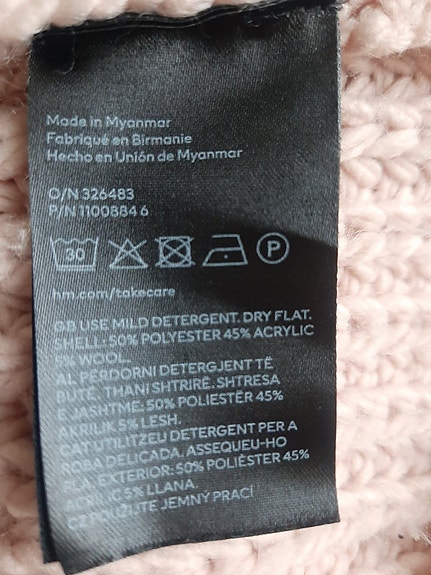 Made in Myanmar
Fabriqué en Birmanie
Hecho en Unión de Myanmar
O/N 326483
P/N 11008846
30 P
hm.com/takecare
GB USE MILD DETERGENT. DRY FLAT.
SHELL: 50% POLYESTER 45% ACRYLIC
5% WOOL.
AL PËRDORNI DETERGJENT TË
BUTË. THANI SHTRIRË. SHTRESA
E JASHTME: 50% POLIESTËR 45%
AKRILIK 5% LESH.
CAT UTILITZEU DETERGENT PER A
ROBA DELICADA. ASSEQUEU-HO
PLA. EXTERIOR: 50% POLIÈSTER 45%
5% LLANA.
CZ POUŽIJTE JEMNÝ PRACÍ